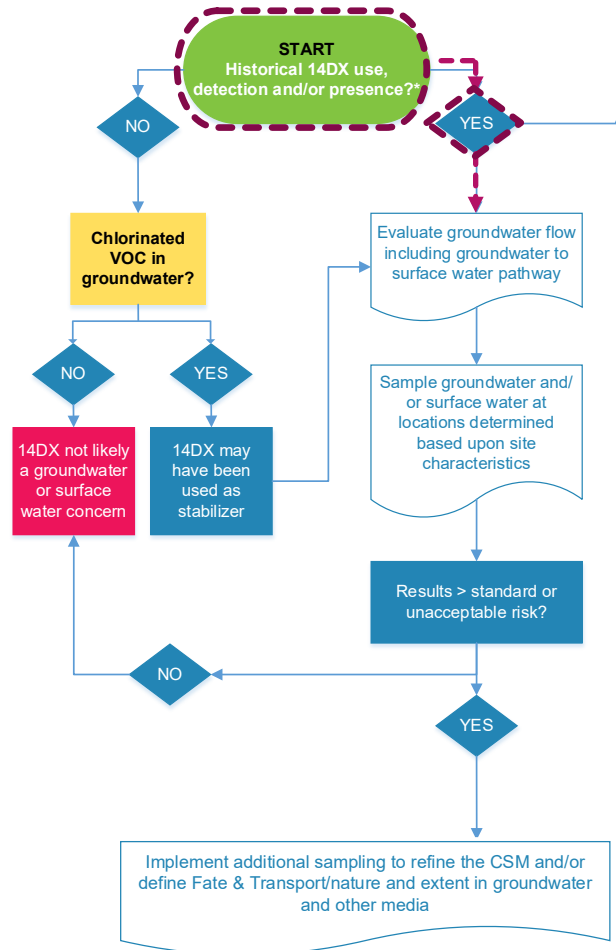 START
Historical 14DX use,
detection and/or presence?*
NO
YES
Chlorinated
VOC in
groundwater?
Evaluate groundwater flow
including groundwater to
surface water pathway
NO
YES
Sample groundwater and/
or surface water at
locations determined
based upon site
characteristics
14DX not likely
a groundwater
or surface
water concern
14DX may
have been
used as
stabilizer
Results > standard or
unacceptable risk?
NO
YES
Implement additional sampling to refine the CSM and/or
define Fate & Transport/nature and extent in groundwater
and other media